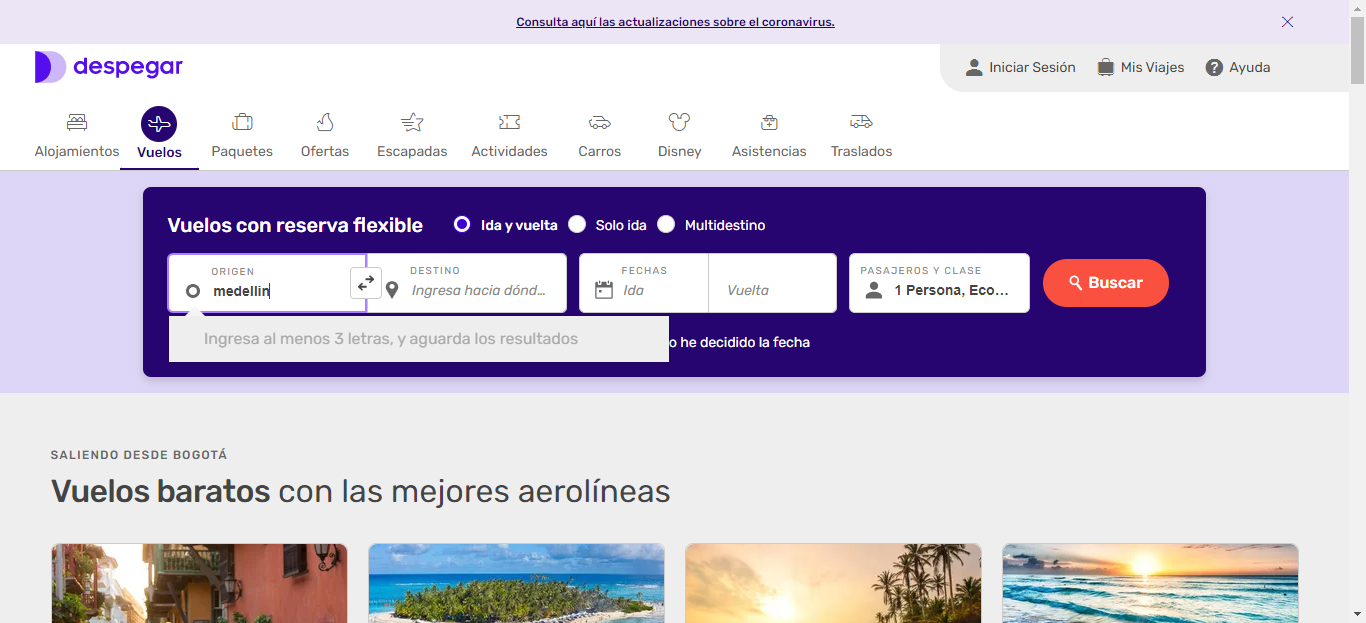 Consulta aquí las actualizaciones sobre el coronavirus.
despegar
Iniciar Sesión Mis Viajes ? Ayuda
Alojamientos Vuelos Paquetes Ofertas Escapadas Actividades Carros Disney Asistencias Traslados
Vuelos con reserva flexible Ida y vuelta Solo ida Multidestino
ORIGEN DESTINO FECHAS PASAJEROS Y CLASE
medellin Ingresa hacia dónd... Ida Vuelta 1 Persona, Eco... Buscar
Ingresa al menos 3 letras, y aguarda los resultados o he decidido la fecha
SALIENDO DESDE BOGOTÁ
Vuelos baratos con las mejores aerolíneas